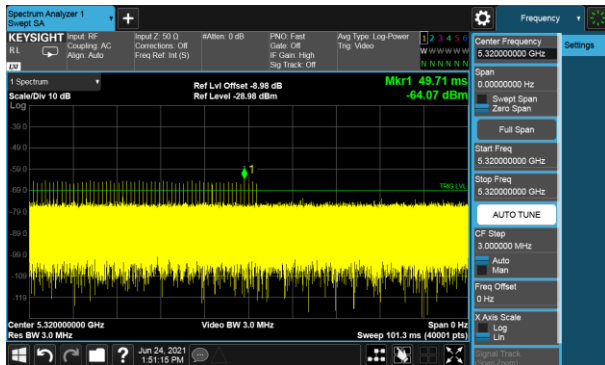 Spectrum Analyzer 1
Swept SA
Frequency
KEYSIGHT
RL
LXI
Input: RF
Coupling: AC
Align: Auto
Input Z: 50 Ω
Corrections: Off
Freq Ref: Int (S)
#Atten: 0 dB
PNO: Fast
Gate: Off
IF Gain: High
Sig Track: Off
Avg Type: Log-Power
Trig: Video
1 2 3 4 5 6
W W W W W W
N N N N N N
1 Spectrum
Scale/Div 10 dB
Log
Ref Lvl Offset -8.98 dB
Ref Level -28.98 dBm
Mkr1 49.71 ms
-64.07 dBm
-39.0
-49.0
-59.0
-69.0
-79.0
-89.0
-99.0
-109
-119
1
TRIG LVL
Center 5.320000000 GHz
Res BW 3.0 MHz
Video BW 3.0 MHz
Span 0 Hz
Sweep 101.3 ms (40001 pts)
Jun 24, 2021
1:51:15 PM
Center Frequency
5.320000000 GHz
Settings
Span
0.00000000 Hz
Swept Span
Zero Span
Full Span
Start Freq
5.320000000 GHz
Stop Freq
5.320000000 GHz
AUTO TUNE
CF Step
3.000000 MHz
Auto
Man
Freq Offset
0 Hz
X Axis Scale
Log
Lin
Signal Track
(Span Zoom)